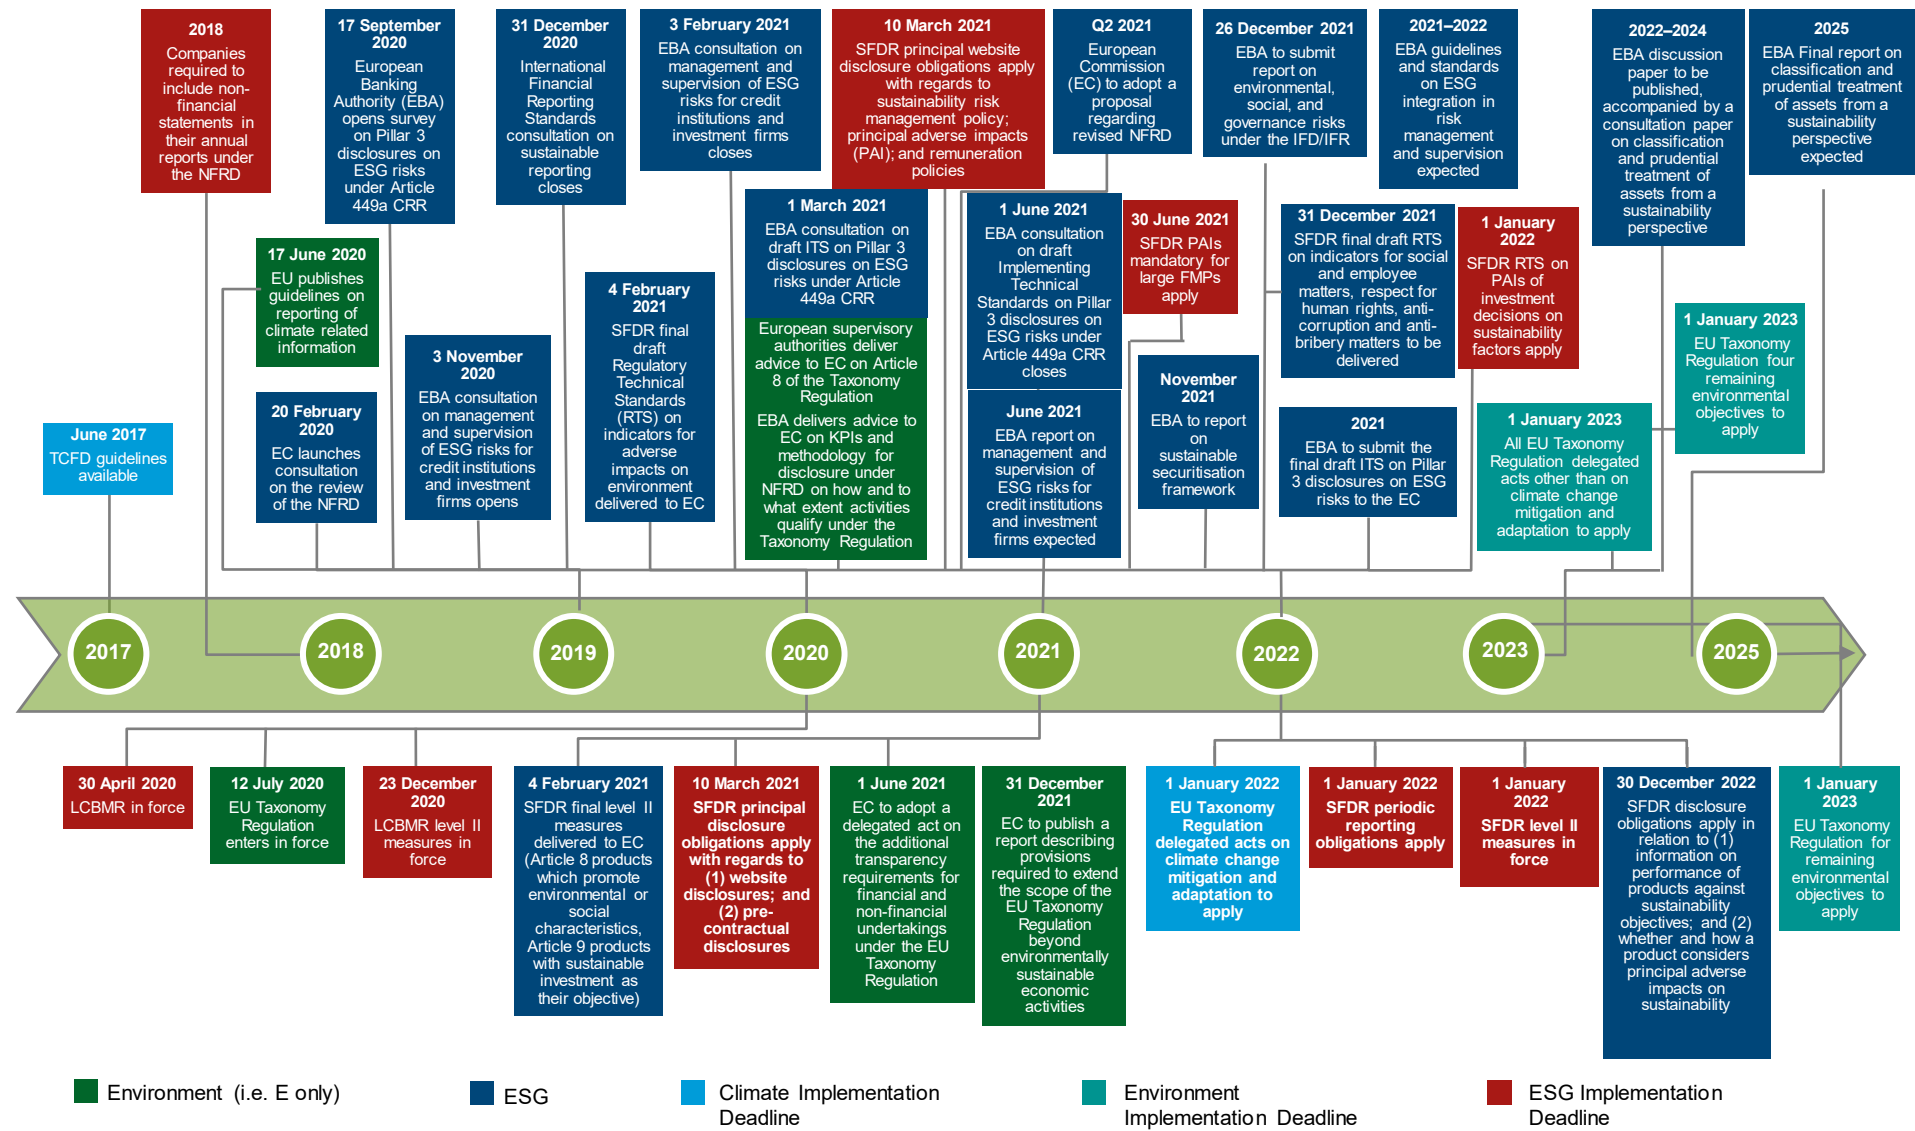 2018
Companies
required to
include non-
financial
statements in
their annual
reports under
the NFRD
17 September
2020
European
Banking
Authority (EBA)
opens survey
on Pillar 3
disclosures on
ESG risks
under Article
449a CRR
31 December
2020
International
Financial
Reporting
Standards
consultation on
sustainable
reporting
closes
3 February 2021
EBA consultation on
management and
supervision of ESG
risks for credit
institutions and
investment firms
closes
10 March 2021
SFDR principal website
disclosure obligations apply
with regards to
sustainability risk
management policy;
principal adverse impacts
(PAI); and remuneration
policies
Q2 2021
European
Commission
(EC) to adopt a
proposal
regarding
revised NFRD
26 December 2021
EBA to submit
report on
environmental,
social, and
governance risks
under the IFD/IFR
2021–2022
EBA guidelines
and standards
on ESG
integration in
risk
management
and supervision
expected
2022–2024
EBA discussion
paper to be
published,
accompanied by a
consultation paper
on classification
and prudential
treatment of
assets from a
sustainability
perspective
2025
EBA Final report on
classification and
prudential treatment
of assets from a
sustainability
perspective
expected
17 June 2020
EU publishes
guidelines on
reporting of
climate related
information
1 March 2021
EBA consultation on
draft ITS on Pillar 3
disclosures on ESG
risks under Article
449a CRR
European supervisory
authorities deliver
advice to EC on Article
8 of the Taxonomy
Regulation
EBA delivers advice to
EC on KPIs and
methodology for
disclosure under
NFRD on how and to
what extent activities
qualify under the
Taxonomy Regulation
1 June 2021
EBA consultation
on draft
Implementing
Technical
Standards on Pillar
3 disclosures on
ESG risks under
Article 449a CRR
closes
30 June 2021
SFDR PAIs
mandatory for
large FMPs
apply
31 December 2021
SFDR final draft RTS
on indicators for social
and employee
matters, respect for
human rights, anti-
corruption and anti-
bribery matters to be
delivered
1 January
2022
SFDR RTS on
PAIs of
investment
decisions on
sustainability
factors apply
4 February
2021
SFDR final
draft
Regulatory
Technical
Standards
(RTS) on
indicators for
adverse
impacts on
environment
delivered to EC
1 January 2023
EU Taxonomy
Regulation four
remaining
environmental
objectives to
apply
3 November
2020
EBA consultation
on management
and supervision
of ESG risks for
credit institutions
and investment
firms opens
November
2021
EBA to report
on
sustainable
securitisation
framework
20 February
2020
EC launches
consultation
on the review
of the NFRD
June 2021
EBA report on
management and
supervision of
ESG risks for
credit institutions
and investment
firms expected
2021
EBA to submit the
final draft ITS on Pillar
3 disclosures on ESG
risks to the EC
1 January 2023
All EU Taxonomy
Regulation delegated
acts other than on
climate change
mitigation and
adaptation to apply
June 2017
TCFD guidelines
available
2017
2018
2019
2020
2021
2022
2023
2025
30 April 2020
LCBMR in force
12 July 2020
EU Taxonomy
Regulation
enters in force
23 December
2020
LCBMR level II
measures in
force
4 February 2021
SFDR final level II
measures
delivered to EC
(Article 8 products
which promote
environmental or
social
characteristics,
Article 9 products
with sustainable
investment as
their objective)
10 March 2021
SFDR principal
disclosure
obligations apply
with regards to
(1) website
disclosures; and
(2) pre-
contractual
disclosures
1 June 2021
EC to adopt a
delegated act on
the additional
transparency
requirements for
financial and
non-financial
undertakings
under the EU
Taxonomy
Regulation
31 December
2021
EC to publish a
report describing
provisions
required to extend
the scope of the
EU Taxonomy
Regulation
beyond
environmentally
sustainable
economic
activities
1 January 2022
EU Taxonomy
Regulation
delegated acts on
climate change
mitigation and
adaptation to
apply
1 January 2022
SFDR periodic
reporting
obligations apply
1 January
2022
SFDR level II
measures in
force
30 December 2022
SFDR disclosure
obligations apply in
relation to (1)
information on
performance of
products against
sustainability
objectives; and (2)
whether and how a
product considers
principal adverse
impacts on
sustainability
1 January
2023
EU Taxonomy
Regulation for
remaining
environmental
objectives to
apply
Environment (i.e. E only)
ESG
Climate Implementation
Deadline
Environment
Implementation Deadline
ESG Implementation
Deadline